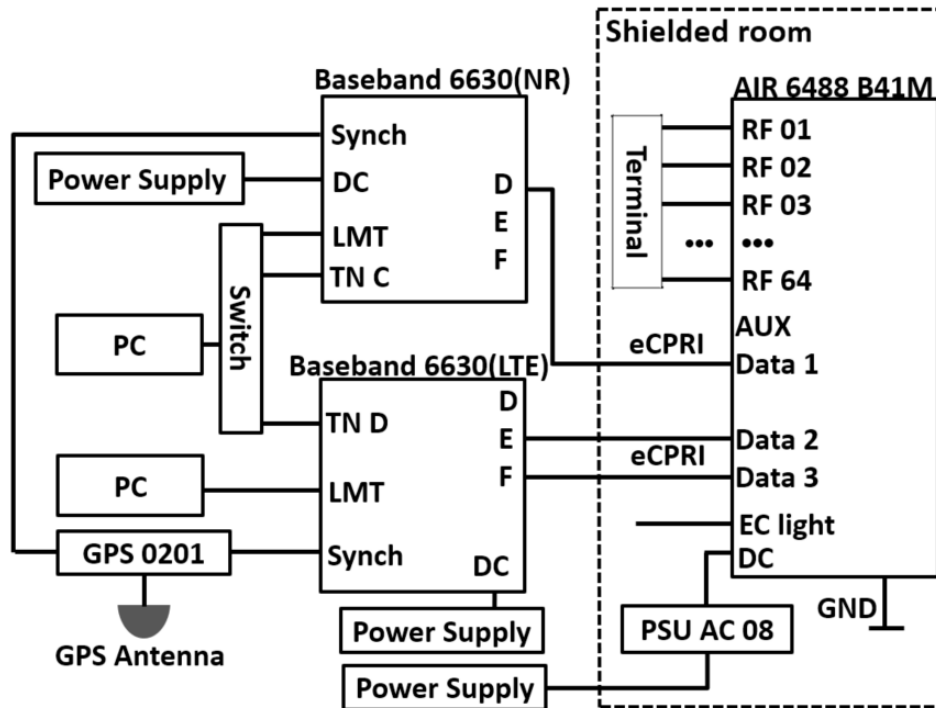 Shielded room
Baseband 6630(NR)
AIR 6488 B41M
Synch
Power Supply
DC
LMT
TN C
D
E
F
Switch
PC
Terminal
RF 01
RF 02
RF 03
... ...
RF 64
AUX
eCPRI
Data 1
Baseband 6630(LTE)
TN D
D
E
F
eCPRI
Data 2
Data 3
PC
LMT
EC light
GPS 0201
Synch
DC
DC
GPS Antenna
Power Supply
PSU AC 08
GND
Power Supply